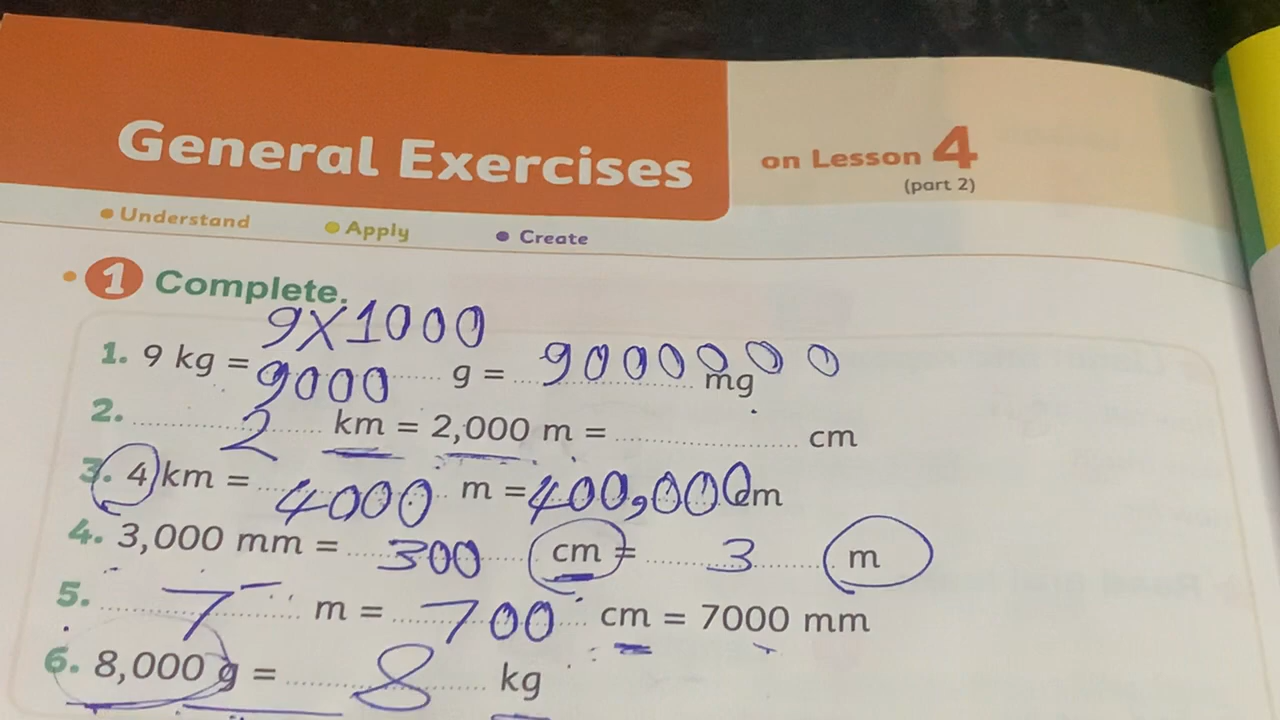 General Exercises
on Lesson 4
(part 2)
• Understand • Apply • Create
1 Complete.
9X1000
1. 9 kg = 9000 g = 9000000 mg
2. 2 km = 2,000 m = cm
3. 4 km = 4000 m = 400,000 cm
4. 3,000 mm = 300 cm = 3 m
5. 7 m = 700 cm = 7000 mm
6. 8,000 g = 8 kg